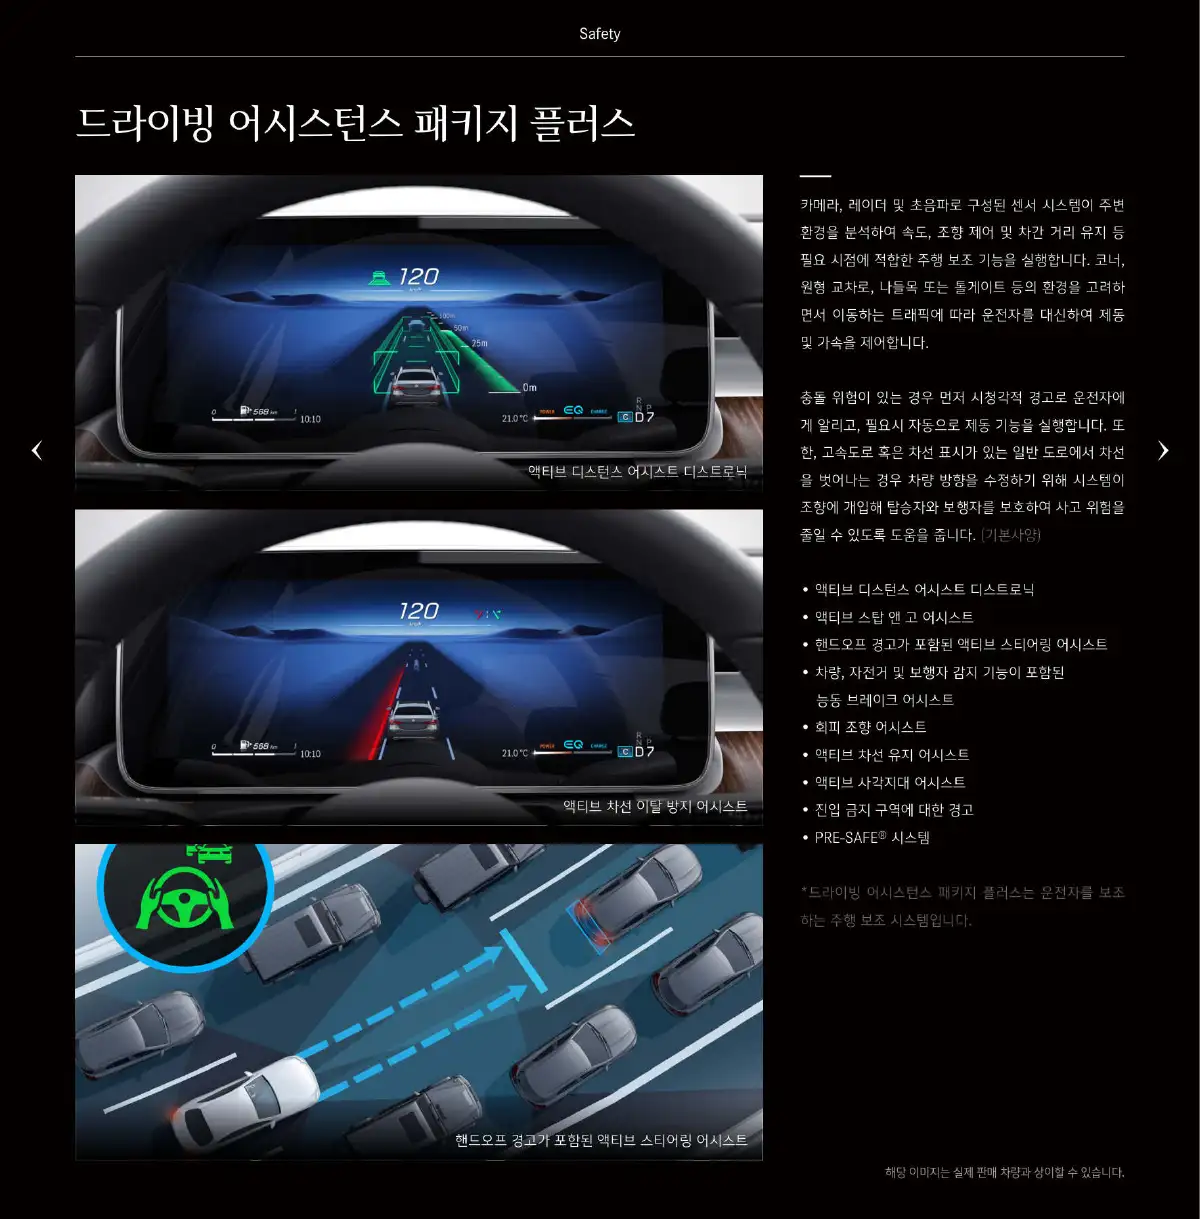 Safety
드라이빙 어시스턴스 패키지 플러스
120
km/h
100m
50m
25m
0m
0 568 km 1 10:10
21.0°C POWER EQ CHARGE C R N D P 7
액티브 디스턴스 어시스트 디스트로닉
120
km/h
0 568 km 1 10:10
21.0°C POWER EQ CHARGE C R N D P 7
액티브 차선 이탈 방지 어시스트
핸드오프 경고가 포함된 액티브 스티어링 어시스트
카메라, 레이더 및 초음파로 구성된 센서 시스템이 주변
환경을 분석하여 속도, 조향 제어 및 차간 거리 유지 등
필요 시점에 적합한 주행 보조 기능을 실행합니다. 코너,
원형 교차로, 나들목 또는 톨게이트 등의 환경을 고려하
면서 이동하는 트래픽에 따라 운전자를 대신하여 제동
및 가속을 제어합니다.
충돌 위험이 있는 경우 먼저 시청각적 경고로 운전자에
게 알리고, 필요시 자동으로 제동 기능을 실행합니다. 또
한, 고속도로 혹은 차선 표시가 있는 일반 도로에서 차선
을 벗어나는 경우 차량 방향을 수정하기 위해 시스템이
조향에 개입해 탑승자와 보행자를 보호하여 사고 위험을
줄일 수 있도록 도움을 줍니다. (기본사양)
• 액티브 디스턴스 어시스트 디스트로닉
• 액티브 스탑 앤 고 어시스트
• 핸드오프 경고가 포함된 액티브 스티어링 어시스트
• 차량, 자전거 및 보행자 감지 기능이 포함된
능동 브레이크 어시스트
• 회피 조향 어시스트
• 액티브 차선 유지 어시스트
• 액티브 사각지대 어시스트
• 진입 금지 구역에 대한 경고
• PRE-SAFE® 시스템
*드라이빙 어시스턴스 패키지 플러스는 운전자를 보조
하는 주행 보조 시스템입니다.
해당 이미지는 실제 판매 차량과 상이할 수 있습니다.